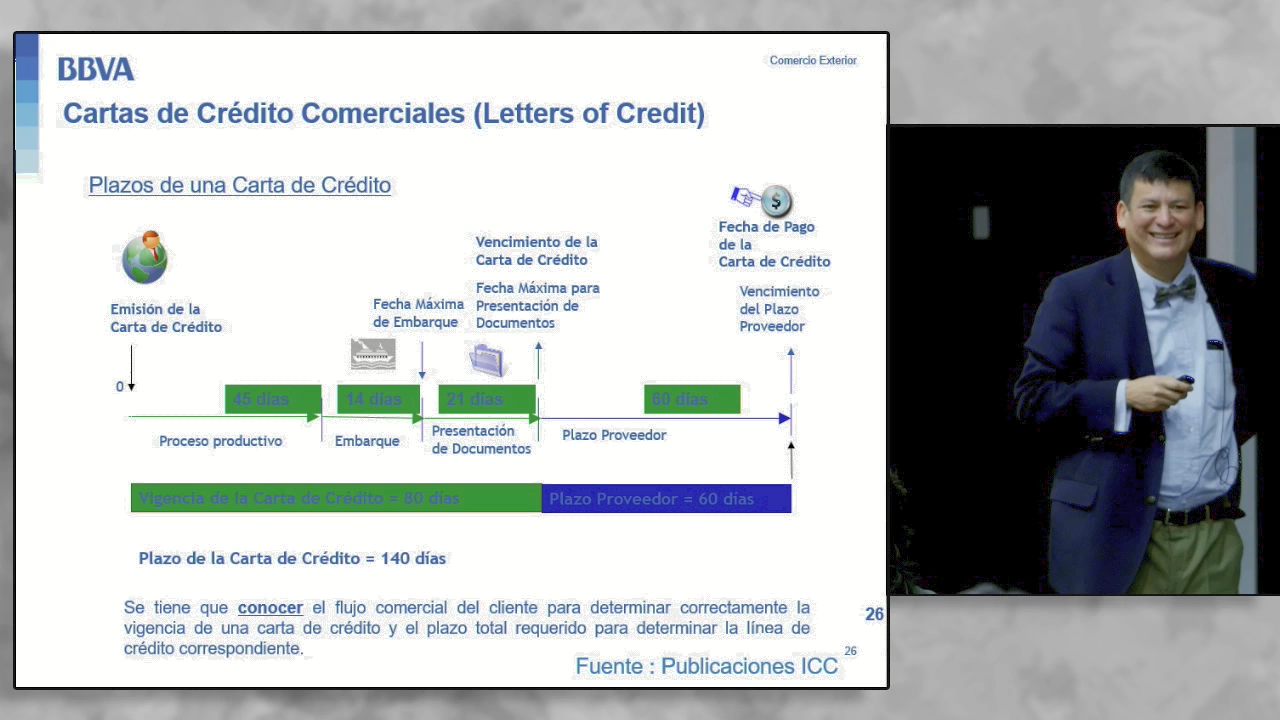 BBVA
Comercio Exterior
Cartas de Crédito Comerciales (Letters of Credit)
Plazos de una Carta de Crédito
$
Fecha de Pago
de la
Carta de Crédito
Vencimiento de la
Carta de Crédito
Fecha Máxima para
Presentación de
Documentos
Vencimiento
del Plazo
Proveedor
Fecha Máxima
de Embarque
Emisión de la
Carta de Crédito
0
45 días
14 días
21 días
60 días
Proceso productivo
Embarque
Presentación
de Documentos
Plazo Proveedor
Vigencia de la Carta de Crédito = 80 días
Plazo Proveedor = 60 días
Plazo de la Carta de Crédito = 140 días
Se tiene que conocer el flujo comercial del cliente para determinar correctamente la
vigencia de una carta de crédito y el plazo total requerido para determinar la línea de
crédito correspondiente.
26
26
Fuente : Publicaciones ICC